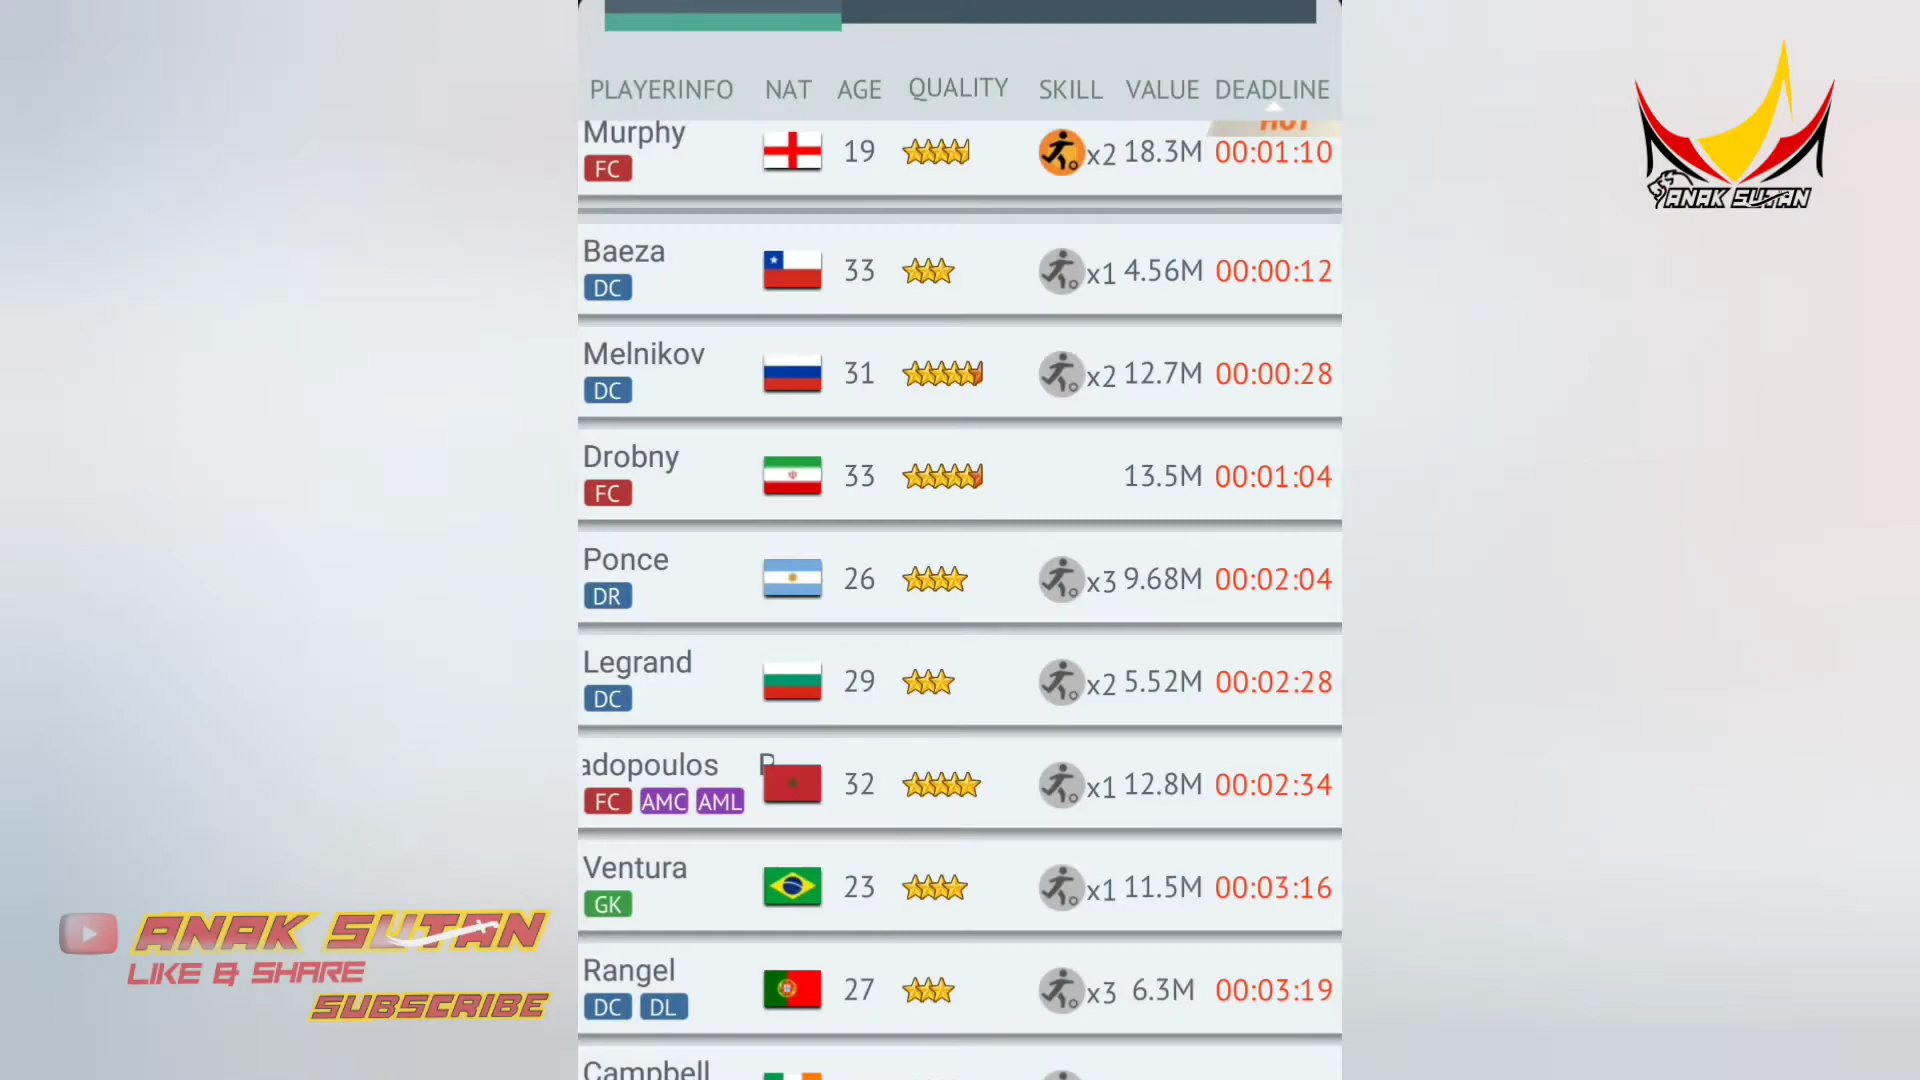 PLAYERINFO NAT AGE QUALITY SKILL VALUE DEADLINE
HOT
Murphy
FC 19 x2 18.3M 00:01:10
Baeza
DC 33 x1 4.56M 00:00:12
Melnikov
DC 31 x2 12.7M 00:00:28
Drobny
FC 33 13.5M 00:01:04
Ponce
DR 26 x3 9.68M 00:02:04
Legrand
DC 29 x2 5.52M 00:02:28
adopoulos P
FC AMC AML 32 x1 12.8M 00:02:34
Ventura
GK 23 x1 11.5M 00:03:16
Rangel
DC DL 27 x3 6.3M 00:03:19
Campbell
ANAK SUTAN
ANAK SUTAN
LIKE & SHARE
SUBSCRIBE